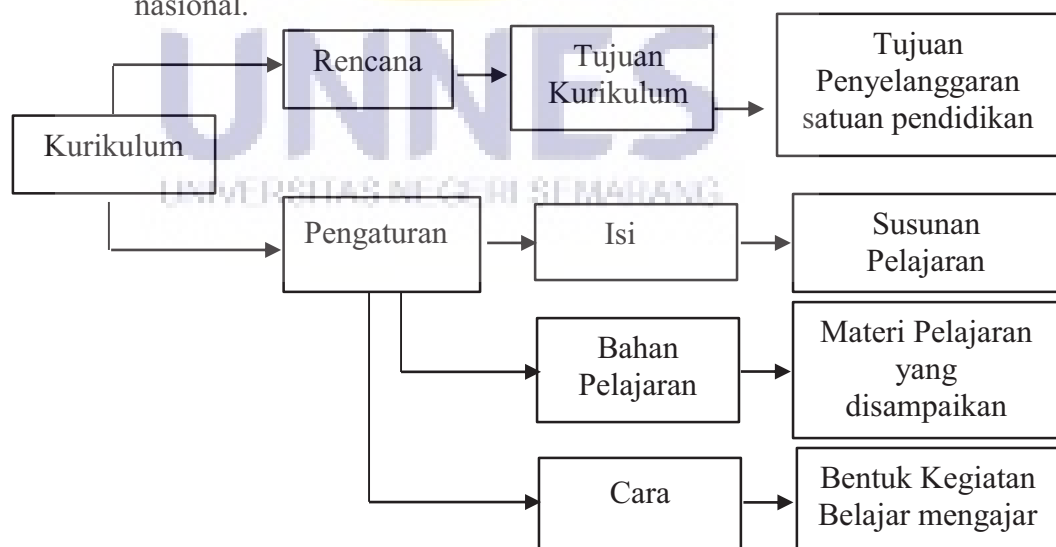 nasional.
UNNES
UNIVERSITAS NEGERI SEMARANG
Kurikulum
Rencana
Tujuan
Kurikulum
Tujuan
Penyelanggaran
satuan pendidikan
Pengaturan
Isi
Susunan
Pelajaran
Bahan
Pelajaran
Materi Pelajaran
yang
disampaikan
Cara
Bentuk Kegiatan
Belajar mengajar